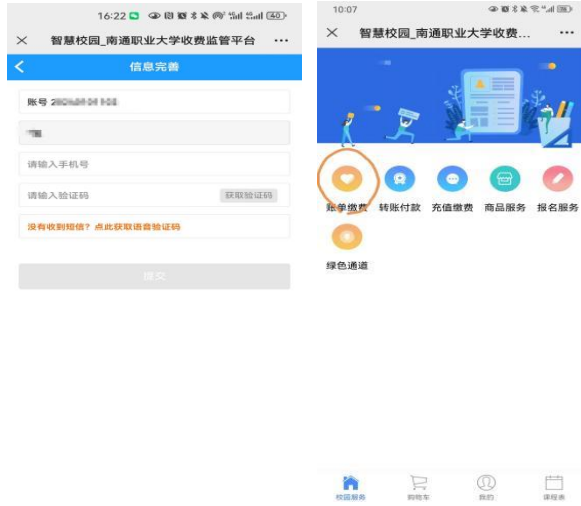 16:22
40
智慧校园_南通职业大学收费监管平台
信息完善
账号
请输入手机号
请输入验证码
获取验证码
没有收到短信？点此获取语音验证码
提交
10:07
智慧校园_南通职业大学收费...
账单缴费 转账付款 充值缴费 商品服务 报名服务
绿色通道
校园服务 购物车 我的 课程表